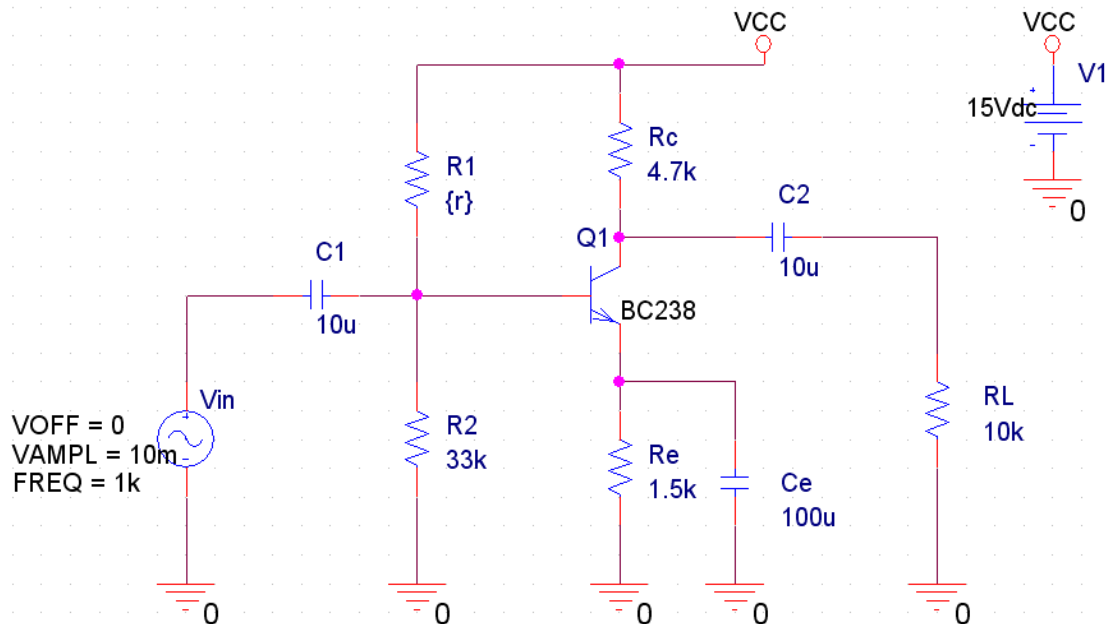 VCC
VCC
V1
15Vdc
0
Rc
4.7k
R1
{r}
C2
10u
Q1
BC238
C1
10u
Vin
VOFF = 0
VAMPL = 10m
FREQ = 1k
R2
33k
Re
1.5k
Ce
100u
RL
10k
0
0
0
0
0